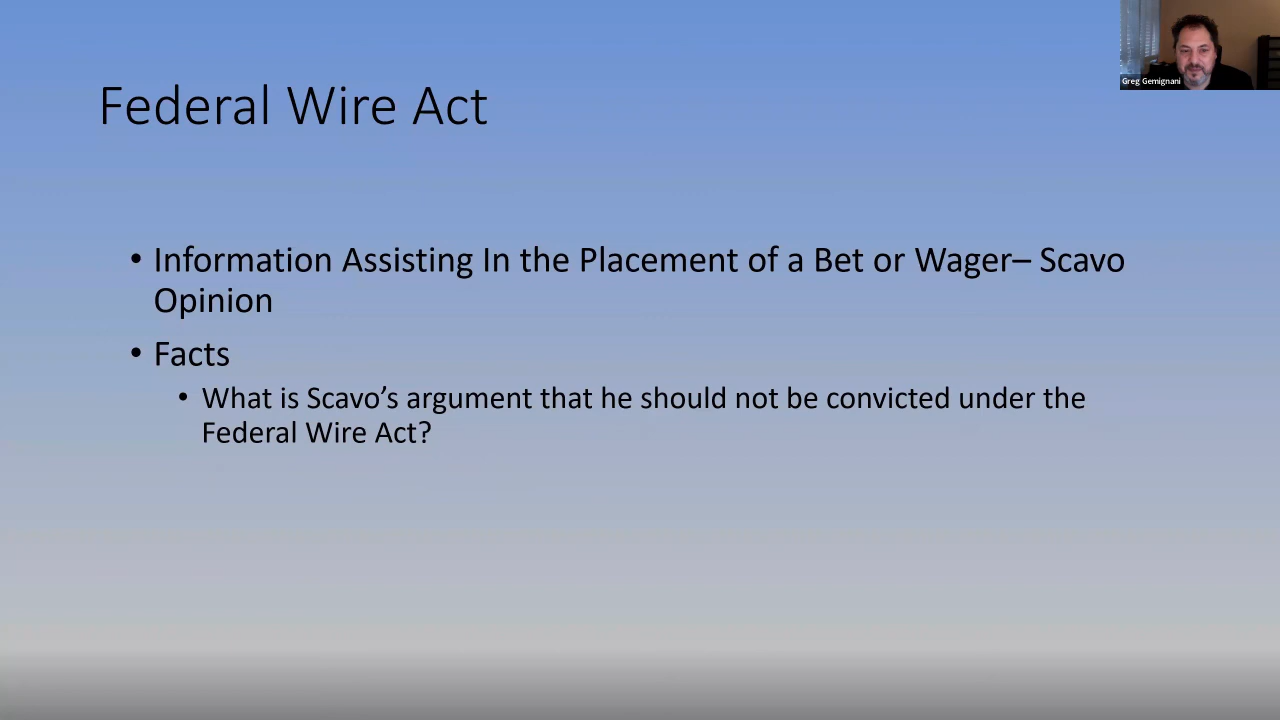 Greg Gemignani
Federal Wire Act
• Information Assisting In the Placement of a Bet or Wager– Scavo
Opinion
• Facts
• What is Scavo’s argument that he should not be convicted under the
Federal Wire Act?